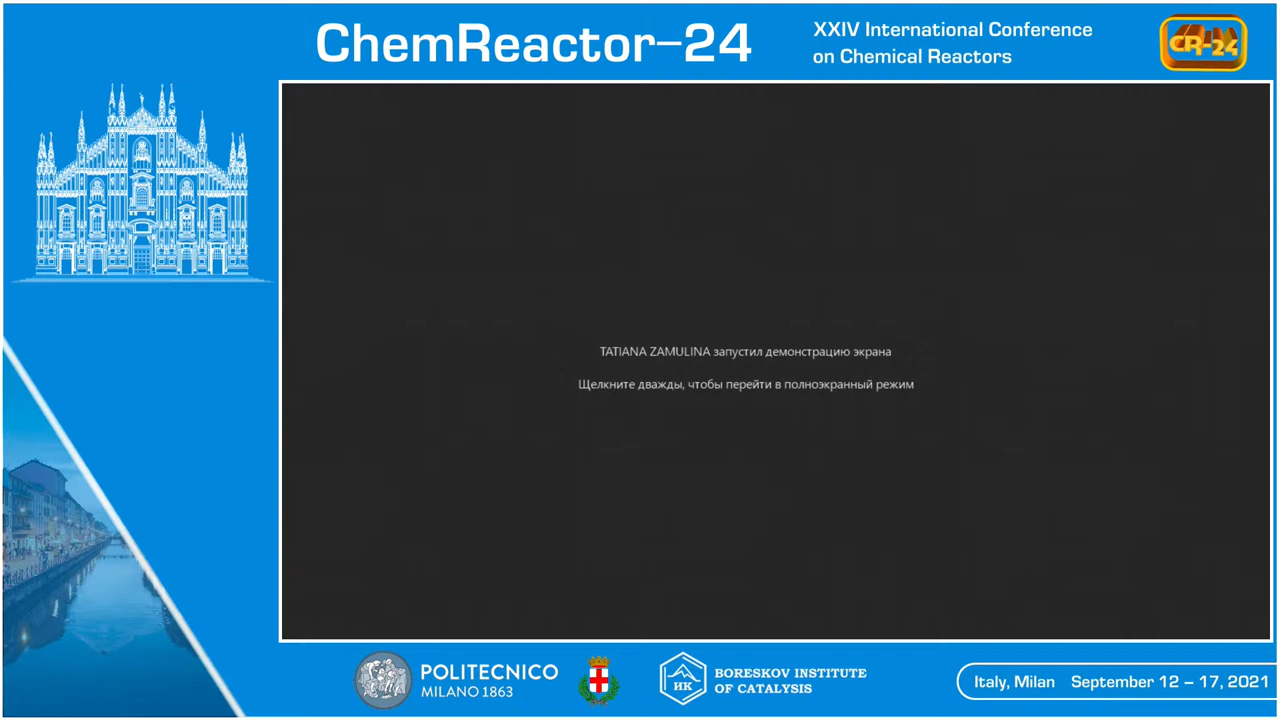 ChemReactor–24
XXIV International Conference
on Chemical Reactors
CR-24
TATIANA ZAMULINA запустил демонстрацию экрана
Щелкните дважды, чтобы перейти в полноэкранный режим
POLITECNICO
MILANO 1863
ИК
BORESKOV INSTITUTE
OF CATALYSIS
Italy, Milan September 12 – 17, 2021